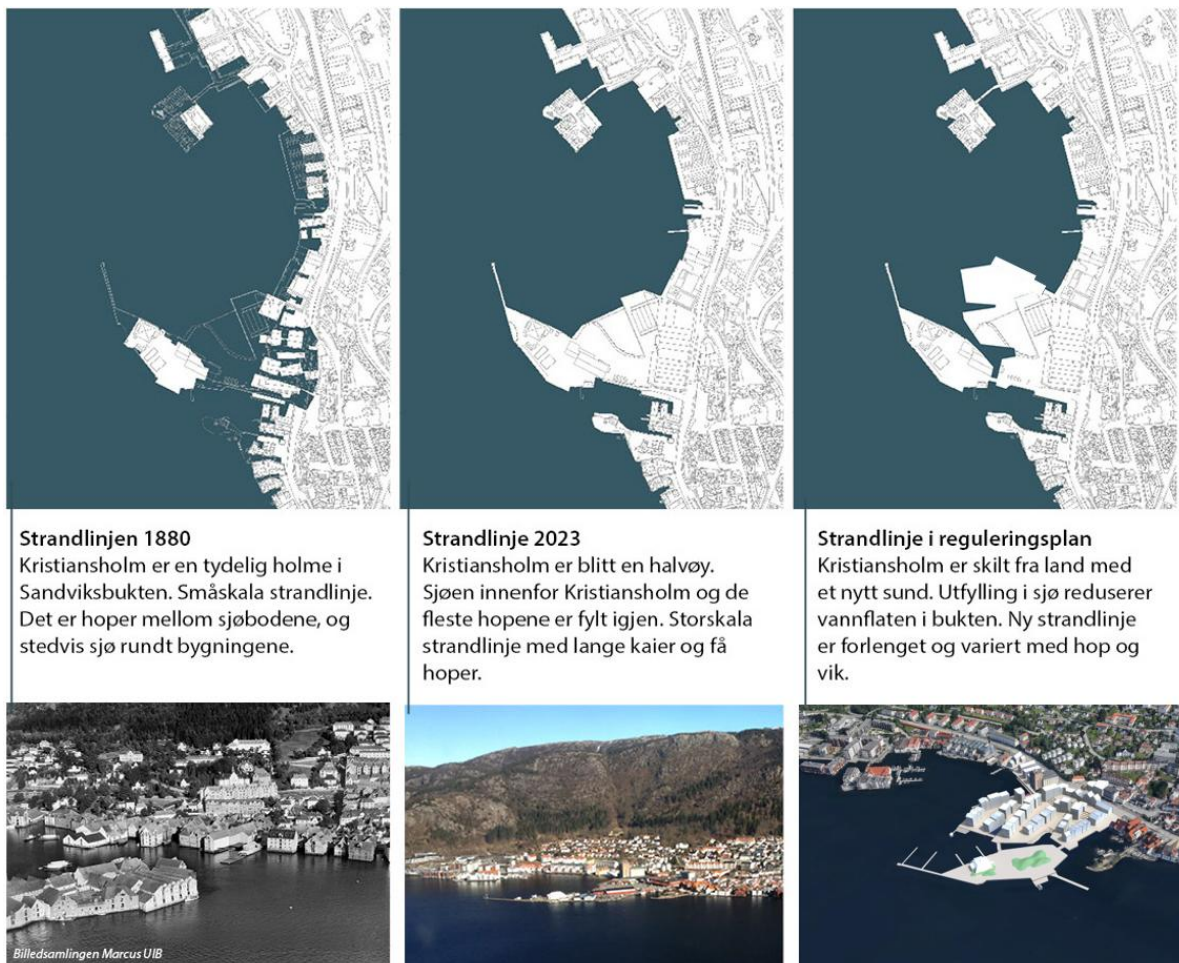 Strandlinjen 1880
Kristiansholm er en tydelig holme i
Sandviksbukten. Småskala strandlinje.
Det er hoper mellom sjøbodene, og
stedvis sjø rundt bygningene.
Strandlinje 2023
Kristiansholm er blitt en halvøy.
Sjøen innenfor Kristiansholm og de
fleste hopene er fylt igjen. Storskala
strandlinje med lange kaier og få
hoper.
Strandlinje i reguleringsplan
Kristiansholm er skilt fra land med
et nytt sund. Utfylling i sjø reduserer
vannflaten i bukten. Ny strandlinje
er forlenget og variert med hop og
vik.
Billedsamlingen Marcus UIB